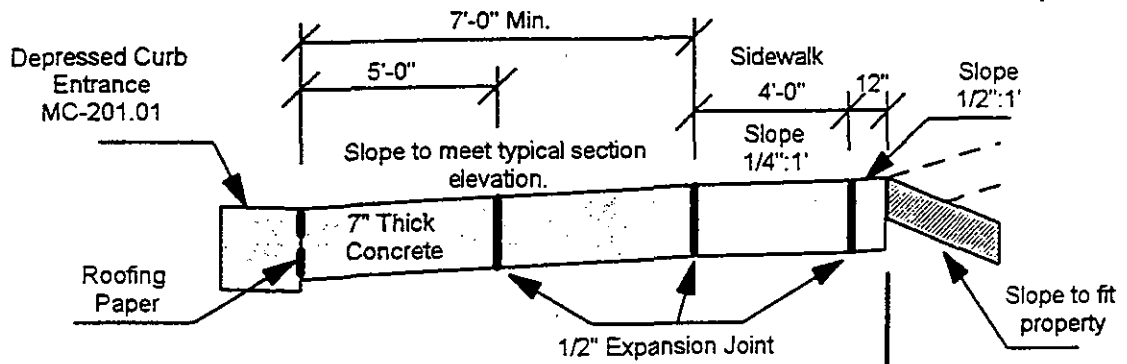 7'-0" Min.
Depressed Curb
Entrance
MC-201.01
5'-0"
Sidewalk
4'-0"
12"
Slope
1/2":1'
Slope to meet typical section
elevation.
Slope
1/4":1'
7" Thick
Concrete
Roofing
Paper
1/2" Expansion Joint
Slope to fit
property